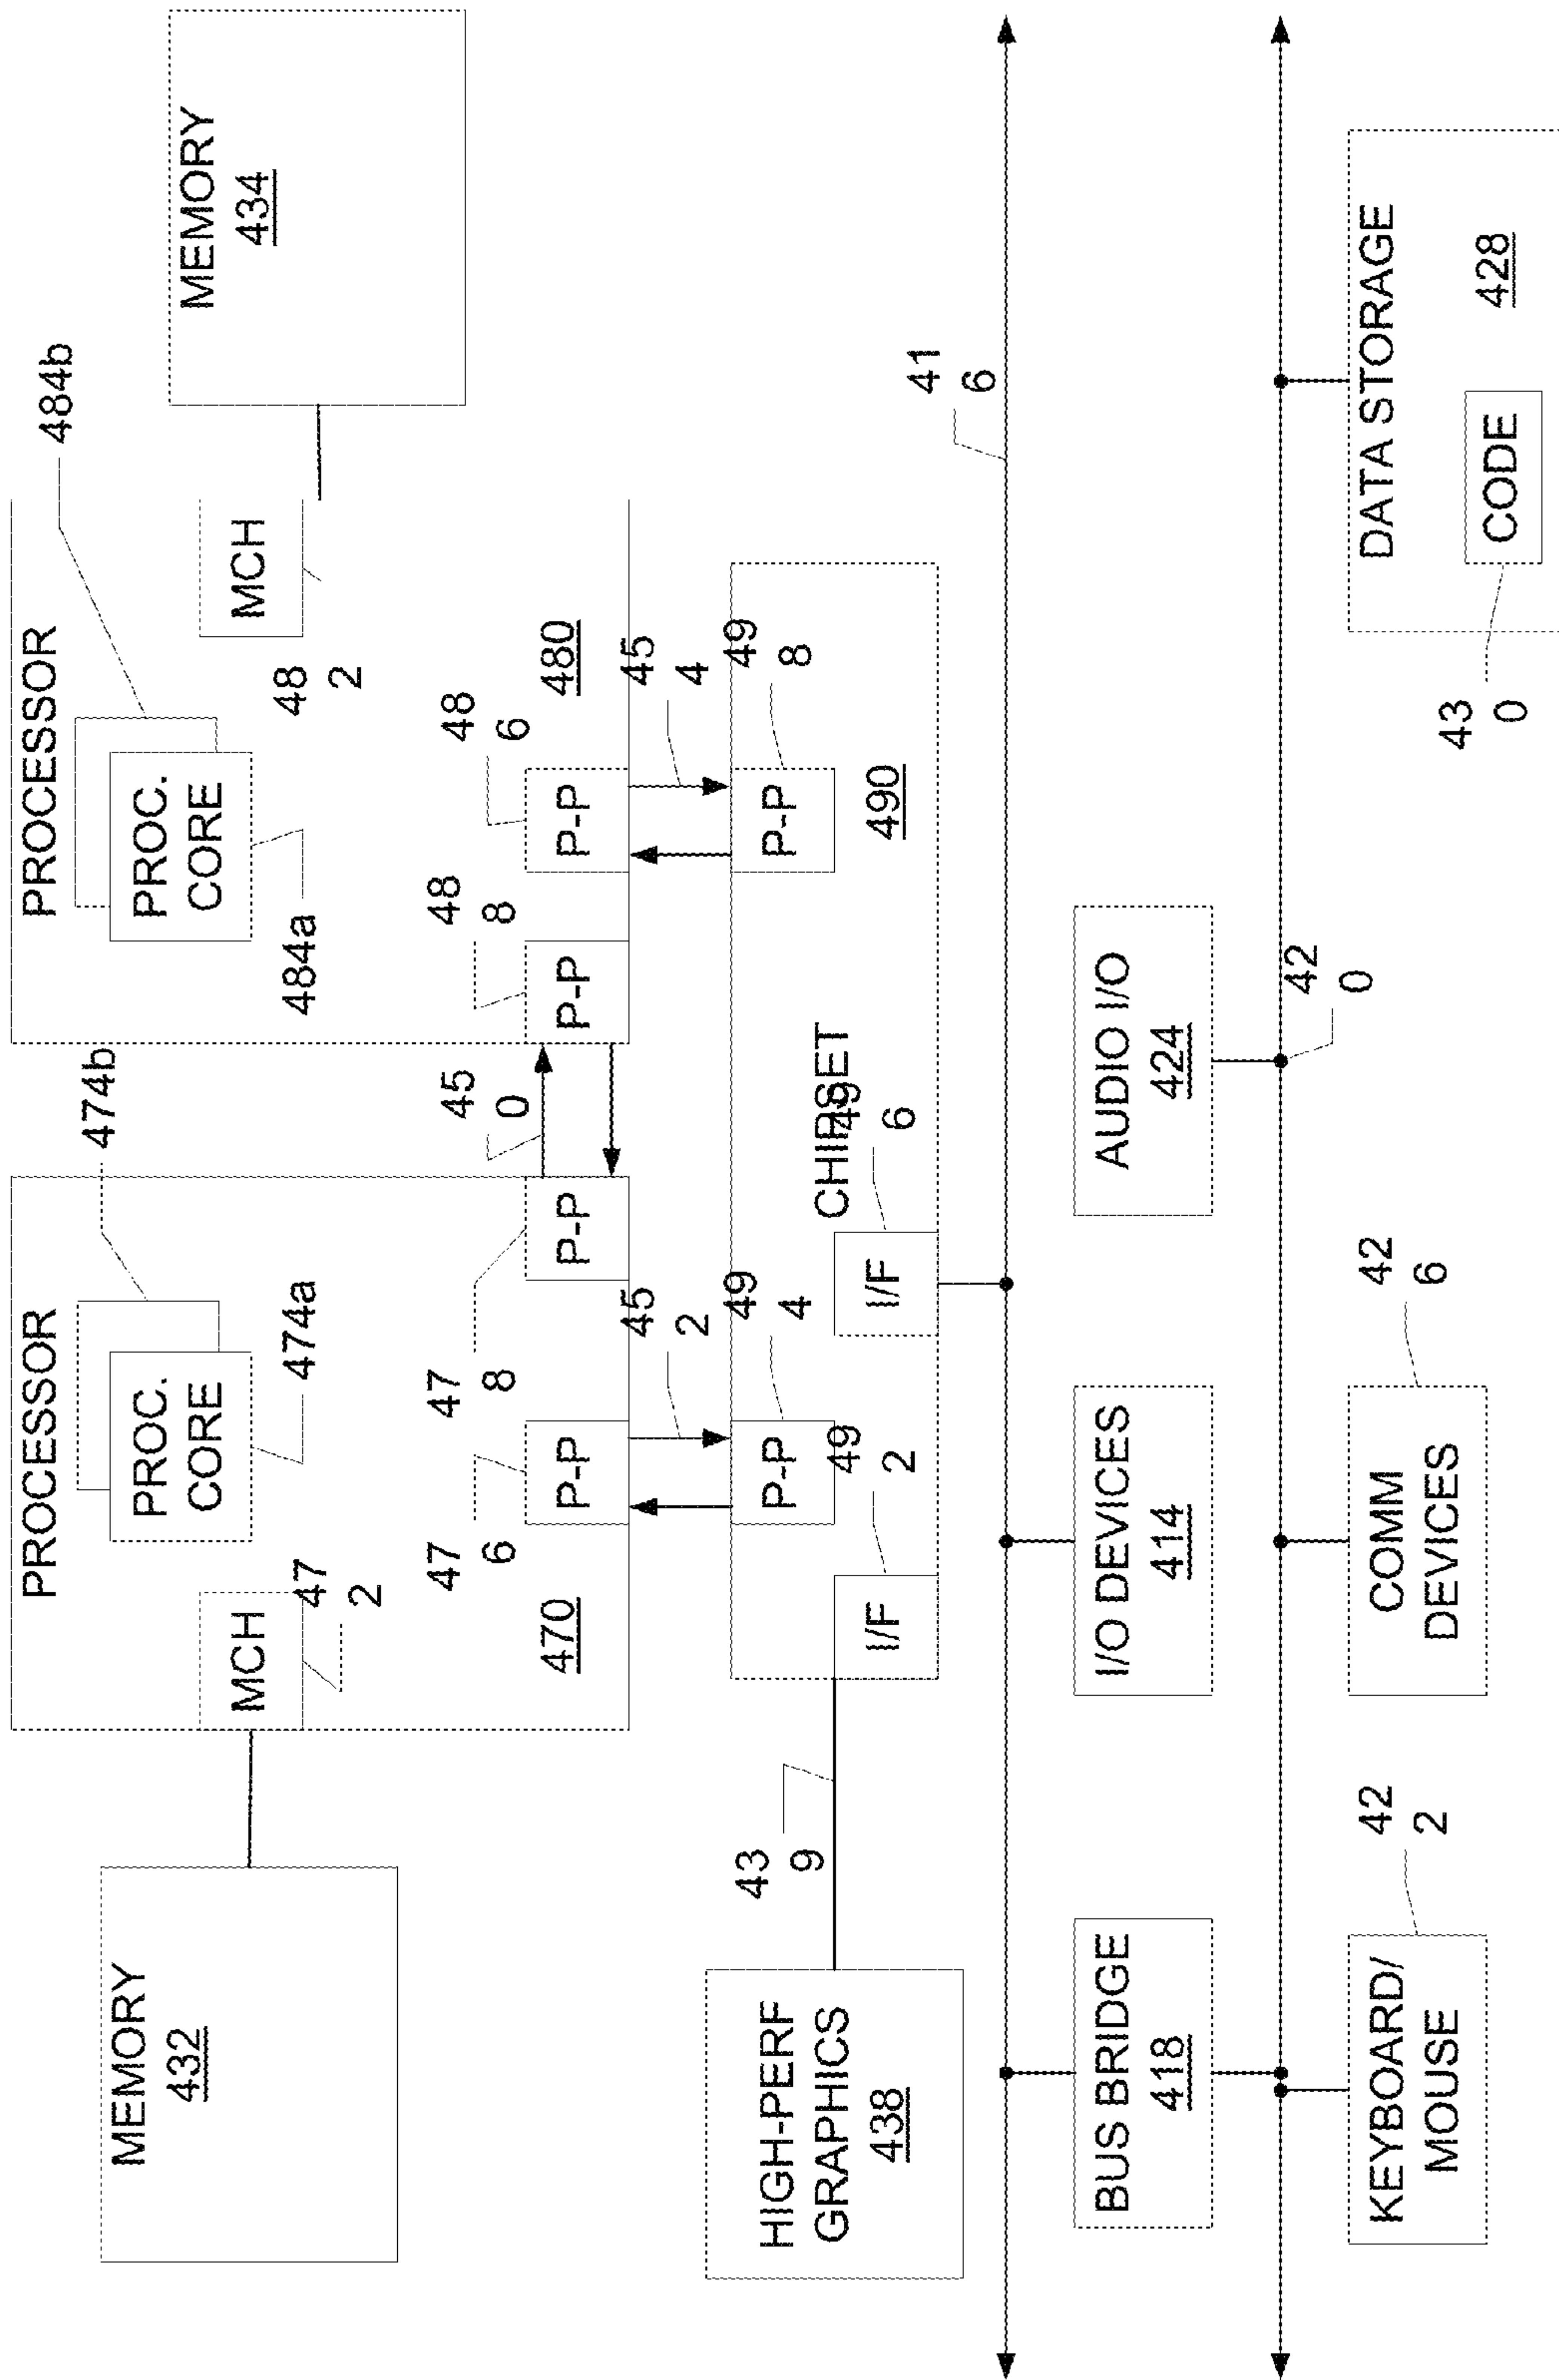 MEMORY
432
PROCESSOR
PROC.
CORE
474b
474a
MCH
47
2
470
47
6
47
8
P-P
P-P
45
0
PROCESSOR
PROC.
CORE
484b
484a
MCH
48
2
480
48
8
48
6
P-P
P-P
MEMORY
434
45
2
45
4
49
4
49
8
P-P
P-P
490
CHIPSET
49
2
49
6
I/F
I/F
43
9
HIGH-PERF
GRAPHICS
438
41
6
BUS BRIDGE
418
I/O DEVICES
414
AUDIO I/O
424
42
0
KEYBOARD/
MOUSE
42
2
COMM
DEVICES
42
6
DATA STORAGE
428
CODE
43
0